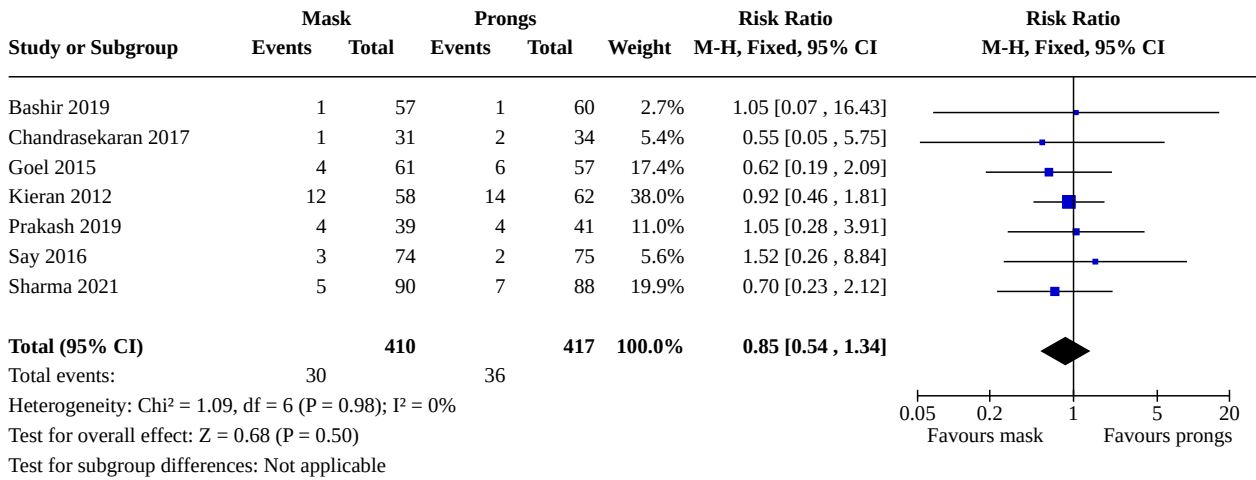 Mask Prongs Risk Ratio Risk Ratio
Study or Subgroup Events Total Events Total Weight M-H, Fixed, 95% CI M-H, Fixed, 95% CI
Bashir 2019 1 57 1 60 2.7% 1.05 [0.07 , 16.43]
Chandrasekaran 2017 1 31 2 34 5.4% 0.55 [0.05 , 5.75]
Goel 2015 4 61 6 57 17.4% 0.62 [0.19 , 2.09]
Kieran 2012 12 58 14 62 38.0% 0.92 [0.46 , 1.81]
Prakash 2019 4 39 4 41 11.0% 1.05 [0.28 , 3.91]
Say 2016 3 74 2 75 5.6% 1.52 [0.26 , 8.84]
Sharma 2021 5 90 7 88 19.9% 0.70 [0.23 , 2.12]
Total (95% CI) 410 417 100.0% 0.85 [0.54 , 1.34]
Total events: 30 36
Heterogeneity: Chi² = 1.09, df = 6 (P = 0.98); I² = 0%
0.05 0.2 1 5 20
Test for overall effect: Z = 0.68 (P = 0.50) Favours mask Favours prongs
Test for subgroup differences: Not applicable